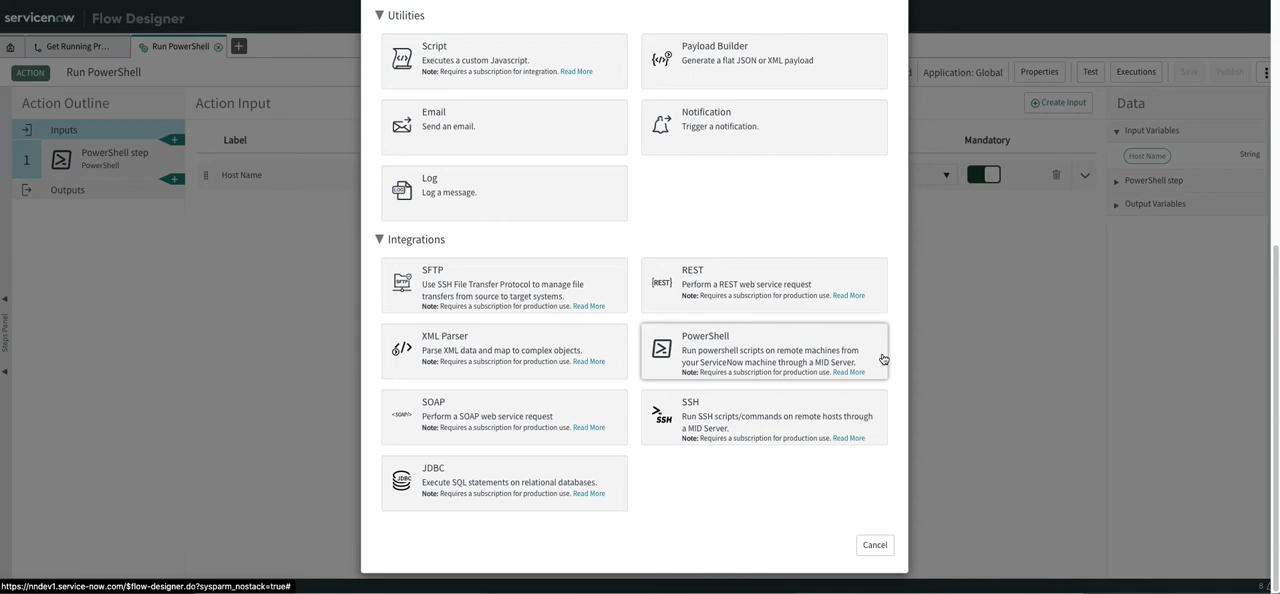 servicenow
Flow Designer
Get Running Pr...
Run PowerShell
ACTION
Run PowerShell
Application: Global
Properties
Test
Executions
Save
Publish
Action Outline
Inputs
1
PowerShell step
PowerShell
Outputs
Action Input
Create Input
Label
Mandatory
Host Name
Data
Input Variables
Host Name
String
PowerShell step
Output Variables
Steps Panel
Utilities
Script
Executes a custom Javascript.
Note: Requires a subscription for integration. Read More
Payload Builder
Generate a flat JSON or XML payload
Email
Send an email.
Notification
Trigger a notification.
LOG
Log
Log a message.
Integrations
SFTP
SFTP
Use SSH File Transfer Protocol to manage file
transfers from source to target systems.
Note: Requires a subscription for production use. Read More
[REST]
REST
Perform a REST web service request
Note: Requires a subscription for production use. Read More
XML Parser
Parse XML data and map to complex objects.
Note: Requires a subscription for production use. Read More
PowerShell
Run powershell scripts on remote machines from
your ServiceNow machine through a MID Server.
Note: Requires a subscription for production use. Read More
<SOAP/>
SOAP
Perform a SOAP web service request
Note: Requires a subscription for production use. Read More
SSH
SSH
Run SSH scripts/commands on remote hosts through
a MID Server.
Note: Requires a subscription for production use. Read More
JDBC
JDBC
Execute SQL statements on relational databases.
Note: Requires a subscription for production use. Read More
Cancel
https://nndev1.service-now.com/$flow-designer.do?sysparm_nostack=true#